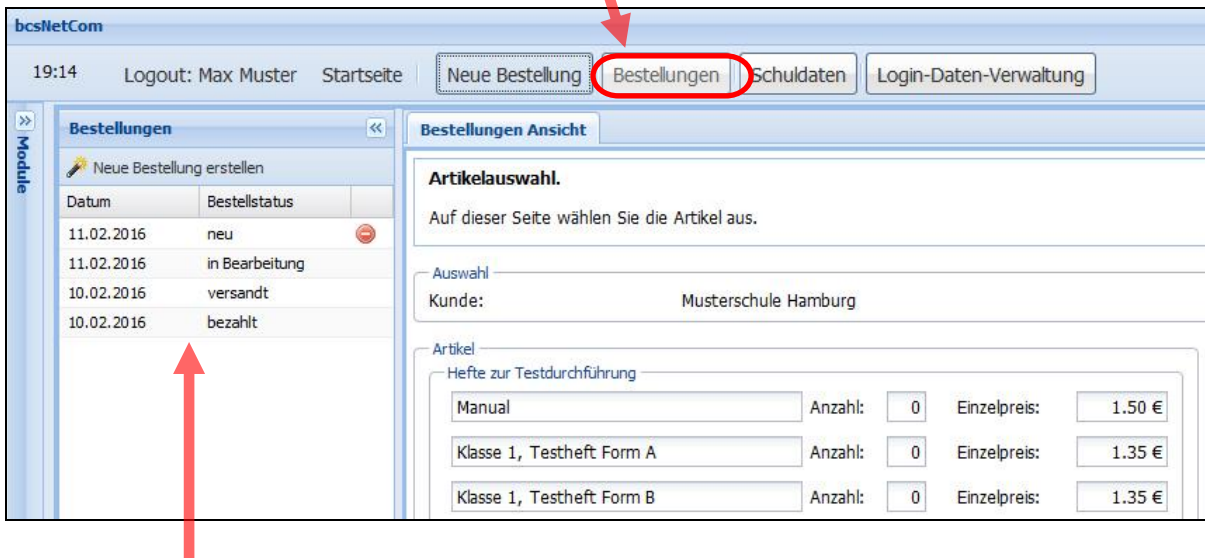 bcsNetCom
19:14 Logout: Max Muster Startseite Neue Bestellung Bestellungen Schuldaten Login-Daten-Verwaltung
Module
Bestellungen
Neue Bestellung erstellen
Datum Bestellstatus
11.02.2016 neu
11.02.2016 in Bearbeitung
10.02.2016 versandt
10.02.2016 bezahlt
Bestellungen Ansicht
Artikelauswahl.
Auf dieser Seite wählen Sie die Artikel aus.
Auswahl
Kunde: Musterschule Hamburg
Artikel
Hefte zur Testdurchführung
Manual Anzahl: 0 Einzelpreis: 1.50 €
Klasse 1, Testheft Form A Anzahl: 0 Einzelpreis: 1.35 €
Klasse 1, Testheft Form B Anzahl: 0 Einzelpreis: 1.35 €